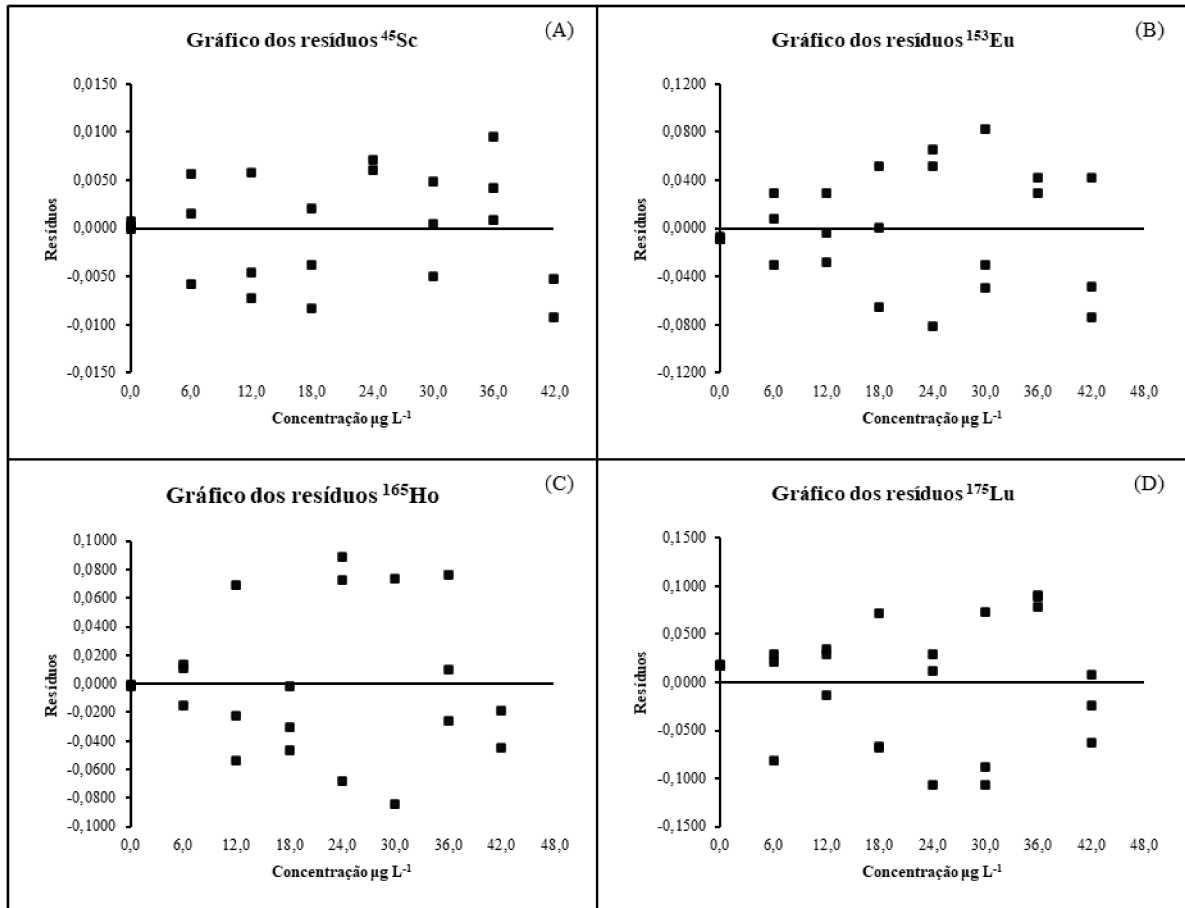 (A)
Gráfico dos resíduos ⁴⁵Sc
0,0150
0,0100
0,0050
0,0000
-0,0050
-0,0100
-0,0150
Resíduos
0,0 6,0 12,0 18,0 24,0 30,0 36,0 42,0
Concentração µg L⁻¹
(B)
Gráfico dos resíduos ¹⁵³Eu
0,1200
0,0800
0,0400
0,0000
-0,0400
-0,0800
-0,1200
Resíduos
0,0 6,0 12,0 18,0 24,0 30,0 36,0 42,0 48,0
Concentração µg L⁻¹
(C)
Gráfico dos resíduos ¹⁶⁵Ho
0,1000
0,0800
0,0600
0,0400
0,0200
0,0000
-0,0200
-0,0400
-0,0600
-0,0800
-0,1000
Resíduos
0,0 6,0 12,0 18,0 24,0 30,0 36,0 42,0 48,0
Concentração µg L⁻¹
(D)
Gráfico dos resíduos ¹⁷⁵Lu
0,1500
0,1000
0,0500
0,0000
-0,0500
-0,1000
-0,1500
Resíduos
0,0 6,0 12,0 18,0 24,0 30,0 36,0 42,0 48,0
Concentração µg L⁻¹